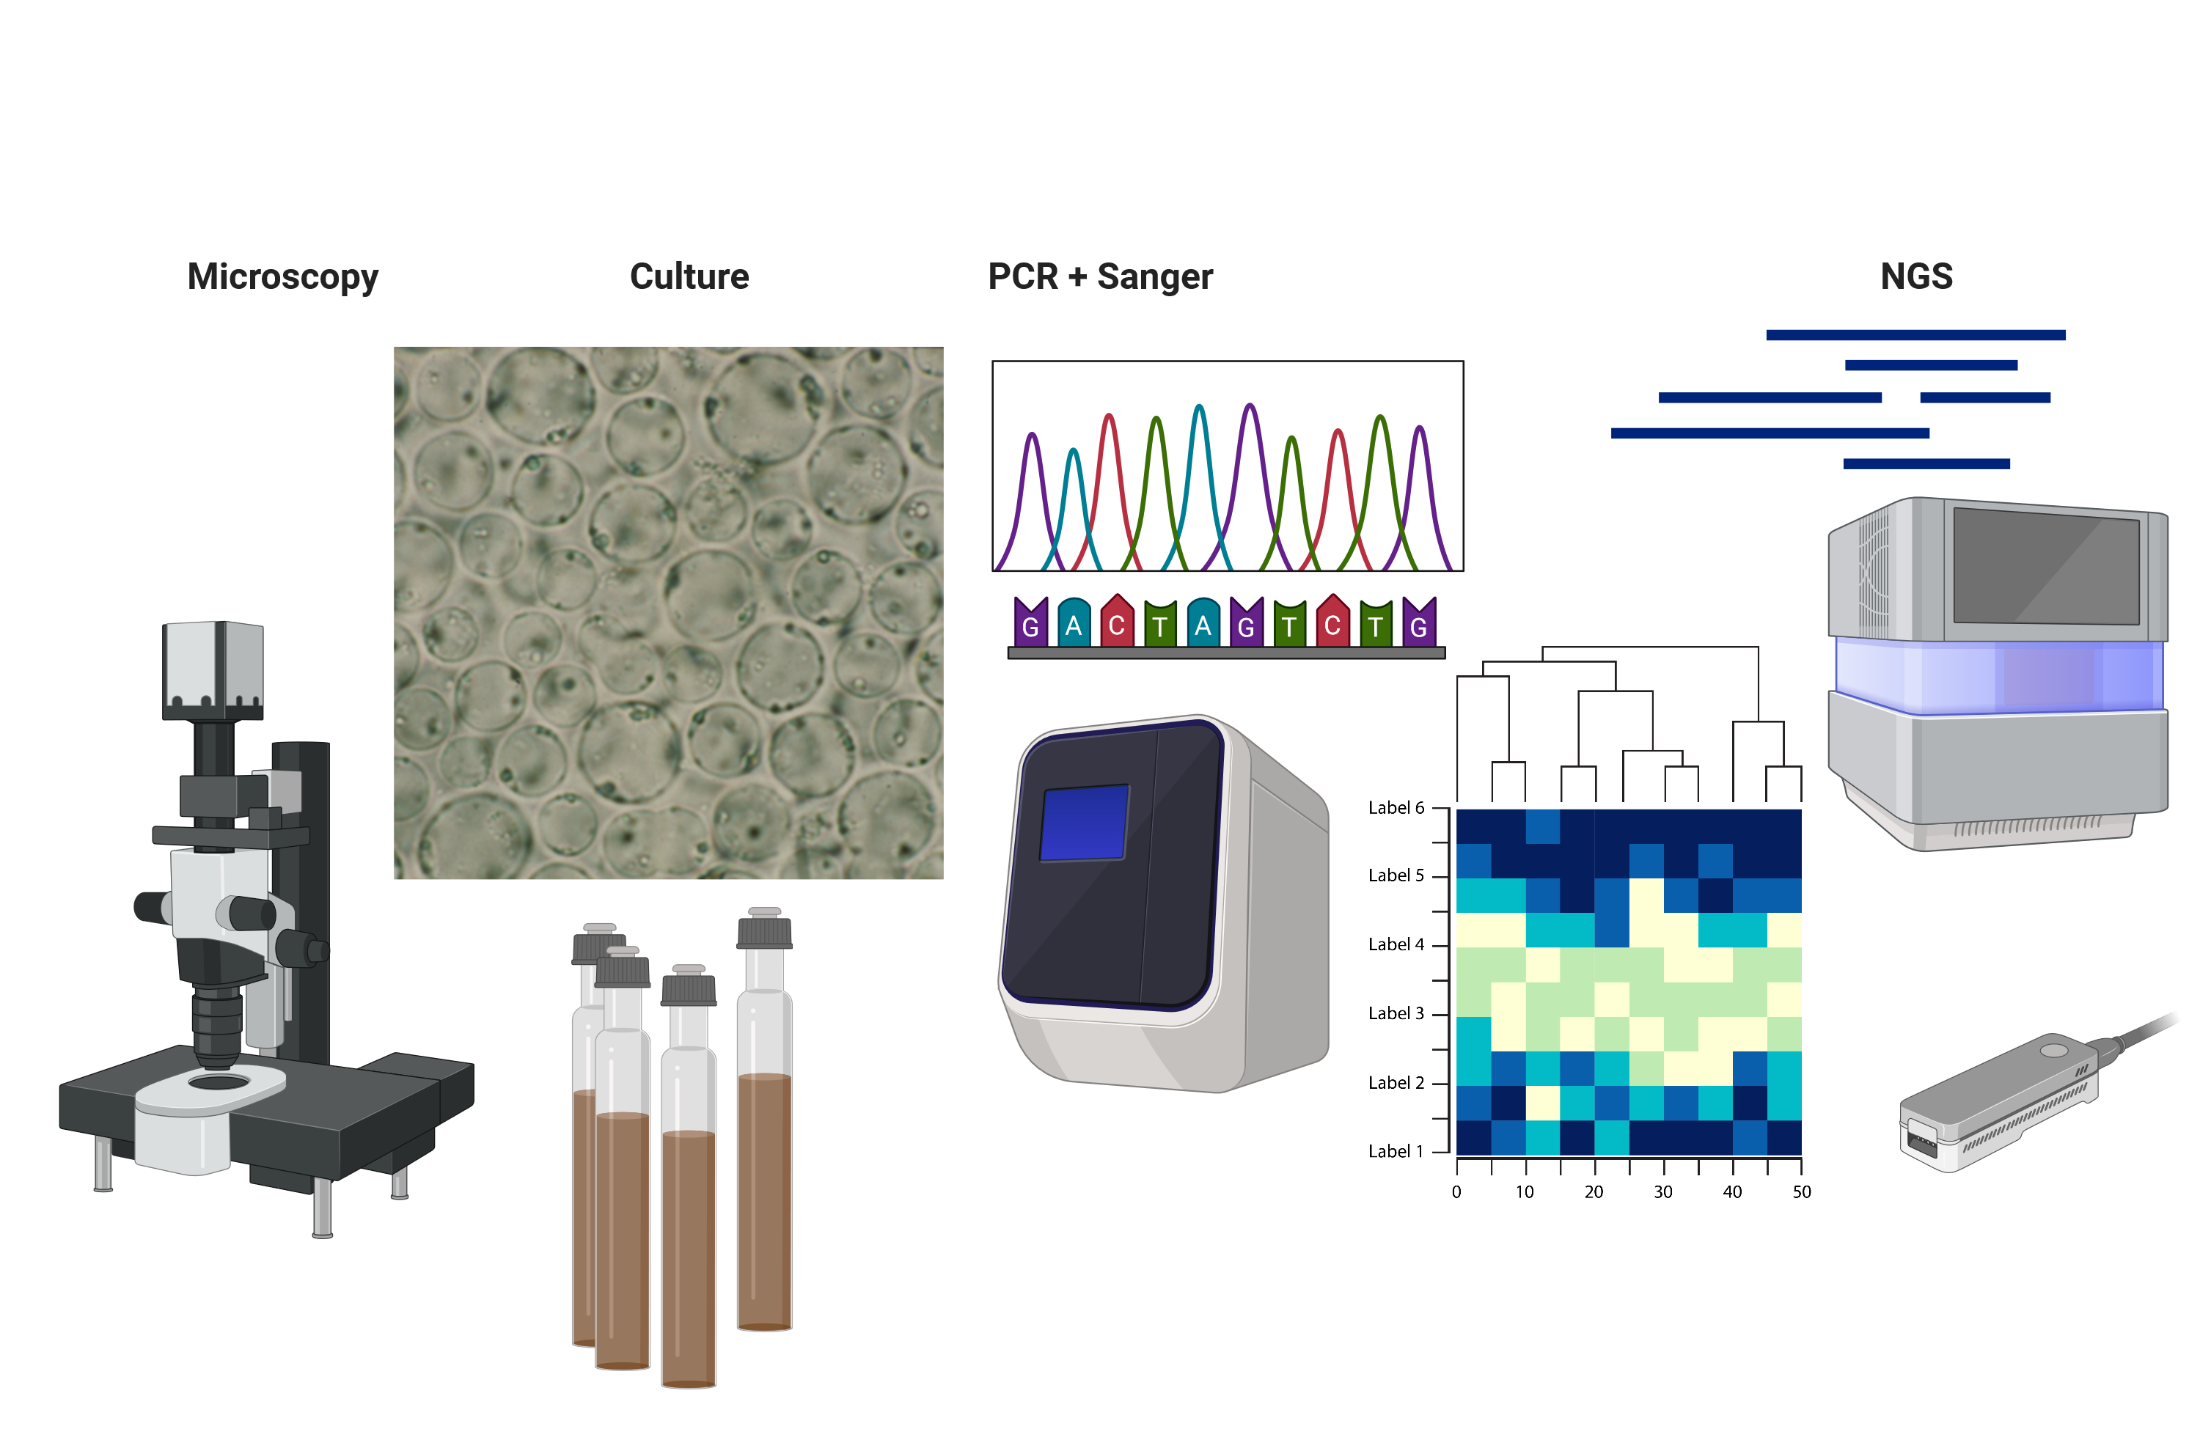 Microscopy
Culture
PCR + Sanger
NGS
G A C T A G T C T G
Label 6
Label 5
Label 4
Label 3
Label 2
Label 1
0 10 20 30 40 50